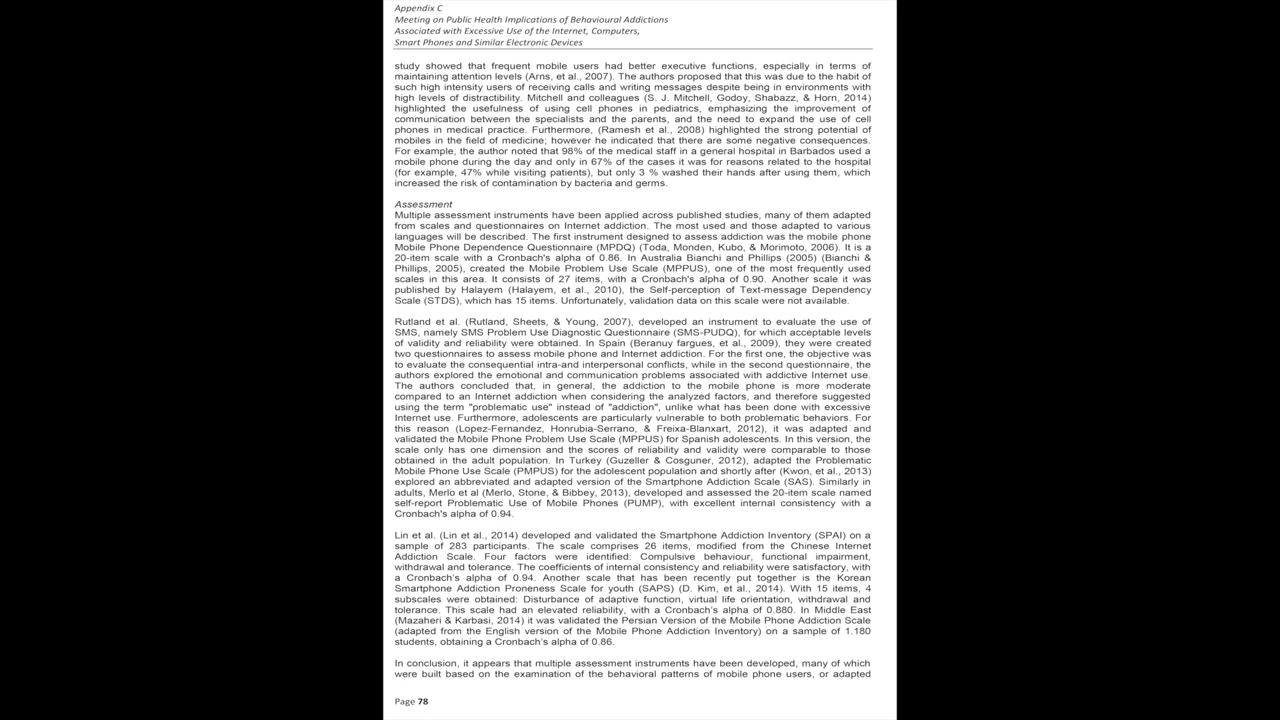 Appendix C
Meeting on Public Health Implications of Behavioural Addictions
Associated with Excessive Use of the Internet, Computers,
Smart Phones and Similar Electronic Devices
study showed that frequent mobile users had better executive functions, especially in terms of
maintaining attention levels (Arns, et al., 2007). The authors proposed that this was due to the habit of
such high intensity users of receiving calls and writing messages despite being in environments with
high levels of distractibility. Mitchell and colleagues (S. J. Mitchell, Godoy, Shabazz, & Horn, 2014)
highlighted the usefulness of using cell phones in pediatrics, emphasizing the improvement of
communication between the specialists and the parents, and the need to expand the use of cell
phones in medical practice. Furthermore, (Ramesh et al., 2008) highlighted the strong potential of
mobiles in the field of medicine; however he indicated that there are some negative consequences.
For example, the author noted that 98% of the medical staff in a general hospital in Barbados used a
mobile phone during the day and only in 67% of the cases it was for reasons related to the hospital
(for example, 47% while visiting patients), but only 3 % washed their hands after using them, which
increased the risk of contamination by bacteria and germs.
Assessment
Multiple assessment instruments have been applied across published studies, many of them adapted
from scales and questionnaires on Internet addiction. The most used and those adapted to various
languages will be described. The first instrument designed to assess addiction was the mobile phone
Mobile Phone Dependence Questionnaire (MPDQ) (Toda, Monden, Kubo, & Morimoto, 2006). It is a
20-item scale with a Cronbach's alpha of 0.86. In Australia Bianchi and Phillips (2005) (Bianchi &
Phillips, 2005), created the Mobile Problem Use Scale (MPPUS), one of the most frequently used
scales in this area. It consists of 27 items, with a Cronbach's alpha of 0.90. Another scale it was
published by Halayem (Halayem, et al., 2010), the Self-perception of Text-message Dependency
Scale (STDS), which has 15 items. Unfortunately, validation data on this scale were not available.
Rutland et al. (Rutland, Sheets, & Young, 2007), developed an instrument to evaluate the use of
SMS, namely SMS Problem Use Diagnostic Questionnaire (SMS-PUDQ), for which acceptable levels
of validity and reliability were obtained. In Spain (Beranuy fargues, et al., 2009), they were created
two questionnaires to assess mobile phone and Internet addiction. For the first one, the objective was
to evaluate the consequential intra-and interpersonal conflicts, while in the second questionnaire, the
authors explored the emotional and communication problems associated with addictive Internet use.
The authors concluded that, in general, the addiction to the mobile phone is more moderate
compared to an Internet addiction when considering the analyzed factors, and therefore suggested
using the term "problematic use" instead of "addiction", unlike what has been done with excessive
Internet use. Furthermore, adolescents are particularly vulnerable to both problematic behaviors. For
this reason (Lopez-Fernandez, Honrubia-Serrano, & Freixa-Blanxart, 2012), it was adapted and
validated the Mobile Phone Problem Use Scale (MPPUS) for Spanish adolescents. In this version, the
scale only has one dimension and the scores of reliability and validity were comparable to those
obtained in the adult population. In Turkey (Guzeller & Cosguner, 2012), adapted the Problematic
Mobile Phone Use Scale (PMPUS) for the adolescent population and shortly after (Kwon, et al., 2013)
explored an abbreviated and adapted version of the Smartphone Addiction Scale (SAS). Similarly in
adults, Merlo et al (Merlo, Stone, & Bibbey, 2013), developed and assessed the 20-item scale named
self-report Problematic Use of Mobile Phones (PUMP), with excellent internal consistency with a
Cronbach's alpha of 0.94.
Lin et al. (Lin et al., 2014) developed and validated the Smartphone Addiction Inventory (SPAI) on a
sample of 283 participants. The scale comprises 26 items, modified from the Chinese Internet
Addiction Scale. Four factors were identified: Compulsive behaviour, functional impairment,
withdrawal and tolerance. The coefficients of internal consistency and reliability were satisfactory, with
a Cronbach's alpha of 0.94. Another scale that has been recently put together is the Korean
Smartphone Addiction Proneness Scale for youth (SAPS) (D. Kim, et al., 2014). With 15 items, 4
subscales were obtained: Disturbance of adaptive function, virtual life orientation, withdrawal and
tolerance. This scale had an elevated reliability, with a Cronbach's alpha of 0.880. In Middle East
(Mazaheri & Karbasi, 2014) it was validated the Persian Version of the Mobile Phone Addiction Scale
(adapted from the English version of the Mobile Phone Addiction Inventory) on a sample of 1.180
students, obtaining a Cronbach's alpha of 0.86.
In conclusion, it appears that multiple assessment instruments have been developed, many of which
were built based on the examination of the behavioral patterns of mobile phone users, or adapted
Page 78